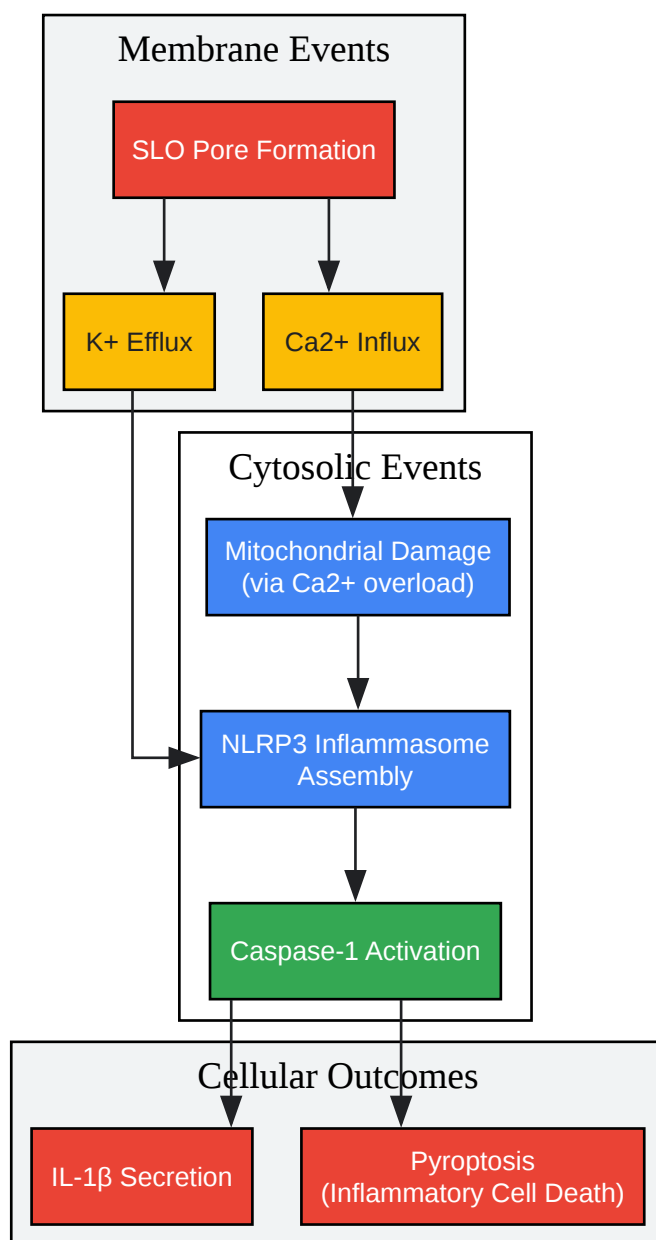 Membrane Events
SLO Pore Formation
K+ Efflux
Ca2+ Influx
Cytosolic Events
Mitochondrial Damage
(via Ca2+ overload)
NLRP3 Inflammasome
Assembly
Caspase-1 Activation
Cellular Outcomes
IL-1β Secretion
Pyroptosis
(Inflammatory Cell Death)